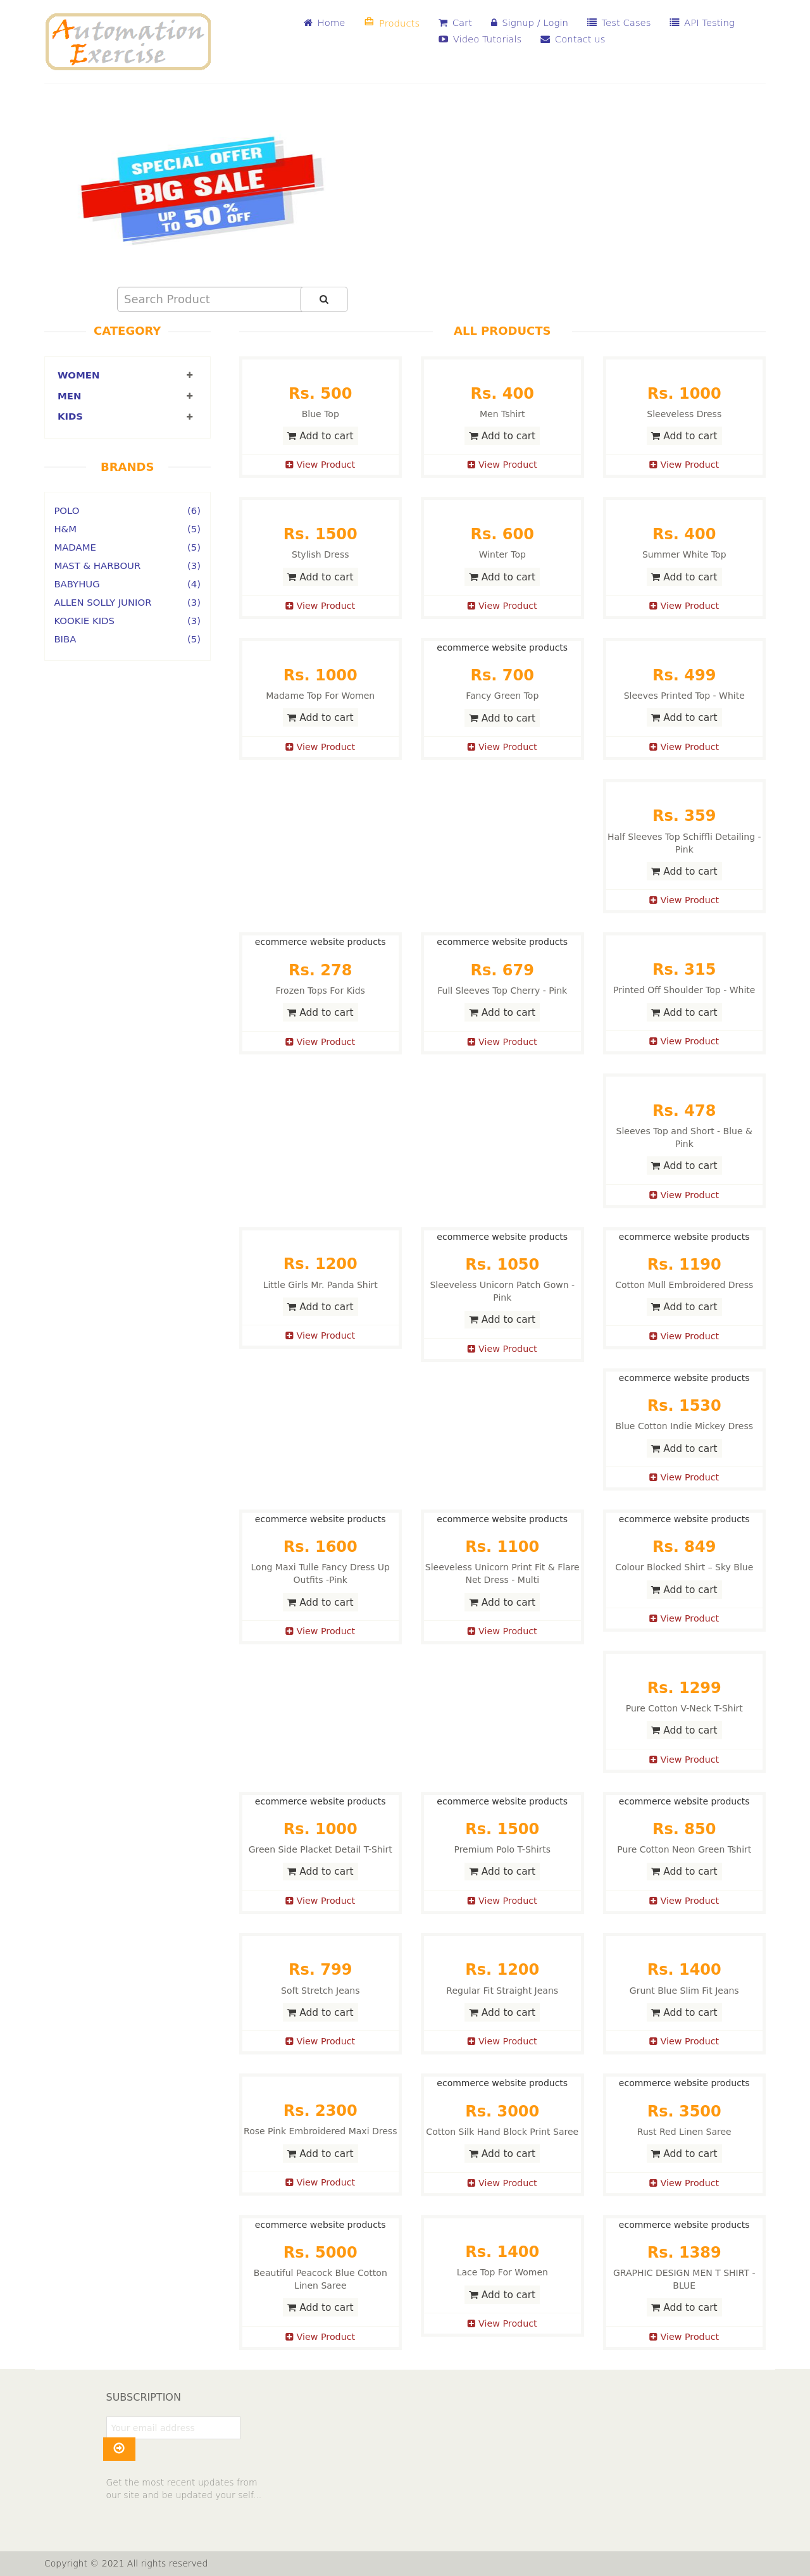 Automation
Exercise
Home
Products
Cart
Signup / Login
Test Cases
API Testing
Video Tutorials
Contact us
SPECIAL OFFER
BIG SALE
UP TO 50% OFF
Search Product
CATEGORY
WOMEN
MEN
KIDS
BRANDS
POLO (6)
H&M (5)
MADAME (5)
MAST & HARBOUR (3)
BABYHUG (4)
ALLEN SOLLY JUNIOR (3)
KOOKIE KIDS (3)
BIBA (5)
ALL PRODUCTS
Rs. 500
Blue Top
Add to cart
View Product
Rs. 400
Men Tshirt
Add to cart
View Product
Rs. 1000
Sleeveless Dress
Add to cart
View Product
Rs. 1500
Stylish Dress
Add to cart
View Product
Rs. 600
Winter Top
Add to cart
View Product
Rs. 400
Summer White Top
Add to cart
View Product
Rs. 1000
Madame Top For Women
Add to cart
View Product
ecommerce website products
Rs. 700
Fancy Green Top
Add to cart
View Product
Rs. 499
Sleeves Printed Top - White
Add to cart
View Product
Rs. 359
Half Sleeves Top Schiffli Detailing -
Pink
Add to cart
View Product
ecommerce website products
Rs. 278
Frozen Tops For Kids
Add to cart
View Product
ecommerce website products
Rs. 679
Full Sleeves Top Cherry - Pink
Add to cart
View Product
Rs. 315
Printed Off Shoulder Top - White
Add to cart
View Product
Rs. 478
Sleeves Top and Short - Blue &
Pink
Add to cart
View Product
Rs. 1200
Little Girls Mr. Panda Shirt
Add to cart
View Product
ecommerce website products
Rs. 1050
Sleeveless Unicorn Patch Gown -
Pink
Add to cart
View Product
ecommerce website products
Rs. 1190
Cotton Mull Embroidered Dress
Add to cart
View Product
ecommerce website products
Rs. 1530
Blue Cotton Indie Mickey Dress
Add to cart
View Product
ecommerce website products
Rs. 1600
Long Maxi Tulle Fancy Dress Up
Outfits -Pink
Add to cart
View Product
ecommerce website products
Rs. 1100
Sleeveless Unicorn Print Fit & Flare
Net Dress - Multi
Add to cart
View Product
ecommerce website products
Rs. 849
Colour Blocked Shirt – Sky Blue
Add to cart
View Product
Rs. 1299
Pure Cotton V-Neck T-Shirt
Add to cart
View Product
ecommerce website products
Rs. 1000
Green Side Placket Detail T-Shirt
Add to cart
View Product
ecommerce website products
Rs. 1500
Premium Polo T-Shirts
Add to cart
View Product
ecommerce website products
Rs. 850
Pure Cotton Neon Green Tshirt
Add to cart
View Product
Rs. 799
Soft Stretch Jeans
Add to cart
View Product
Rs. 1200
Regular Fit Straight Jeans
Add to cart
View Product
Rs. 1400
Grunt Blue Slim Fit Jeans
Add to cart
View Product
Rs. 2300
Rose Pink Embroidered Maxi Dress
Add to cart
View Product
ecommerce website products
Rs. 3000
Cotton Silk Hand Block Print Saree
Add to cart
View Product
ecommerce website products
Rs. 3500
Rust Red Linen Saree
Add to cart
View Product
ecommerce website products
Rs. 5000
Beautiful Peacock Blue Cotton
Linen Saree
Add to cart
View Product
Rs. 1400
Lace Top For Women
Add to cart
View Product
ecommerce website products
Rs. 1389
GRAPHIC DESIGN MEN T SHIRT -
BLUE
Add to cart
View Product
SUBSCRIPTION
Your email address
Get the most recent updates from
our site and be updated your self...
Copyright © 2021 All rights reserved